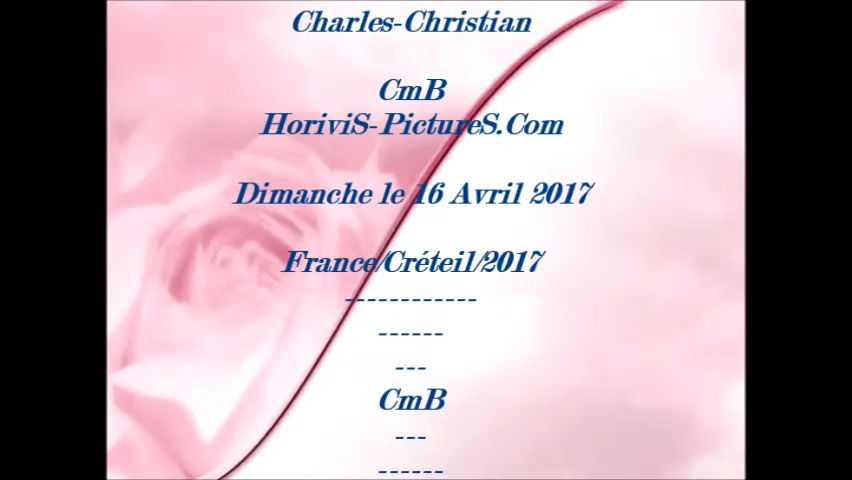 Charles-Christian
CmB
HoriviS-PictureS.Com
Dimanche le 16 Avril 2017
France/Créteil/2017
------------
------
---
CmB
---
------